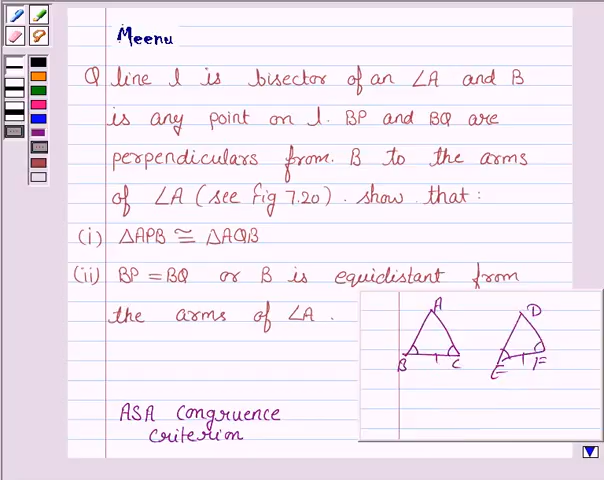 Meenu
Q line l is bisector of an ∠A and B
is any point on l. BP and BQ are
perpendiculars from B to the arms
of ∠A (see fig 7.20). show that:
(i) △APB ≅ △AQB
(ii) BP = BQ or B is equidistant from
the arms of ∠A.
A
D
B
C
E
F
ASA Congruence
criterion